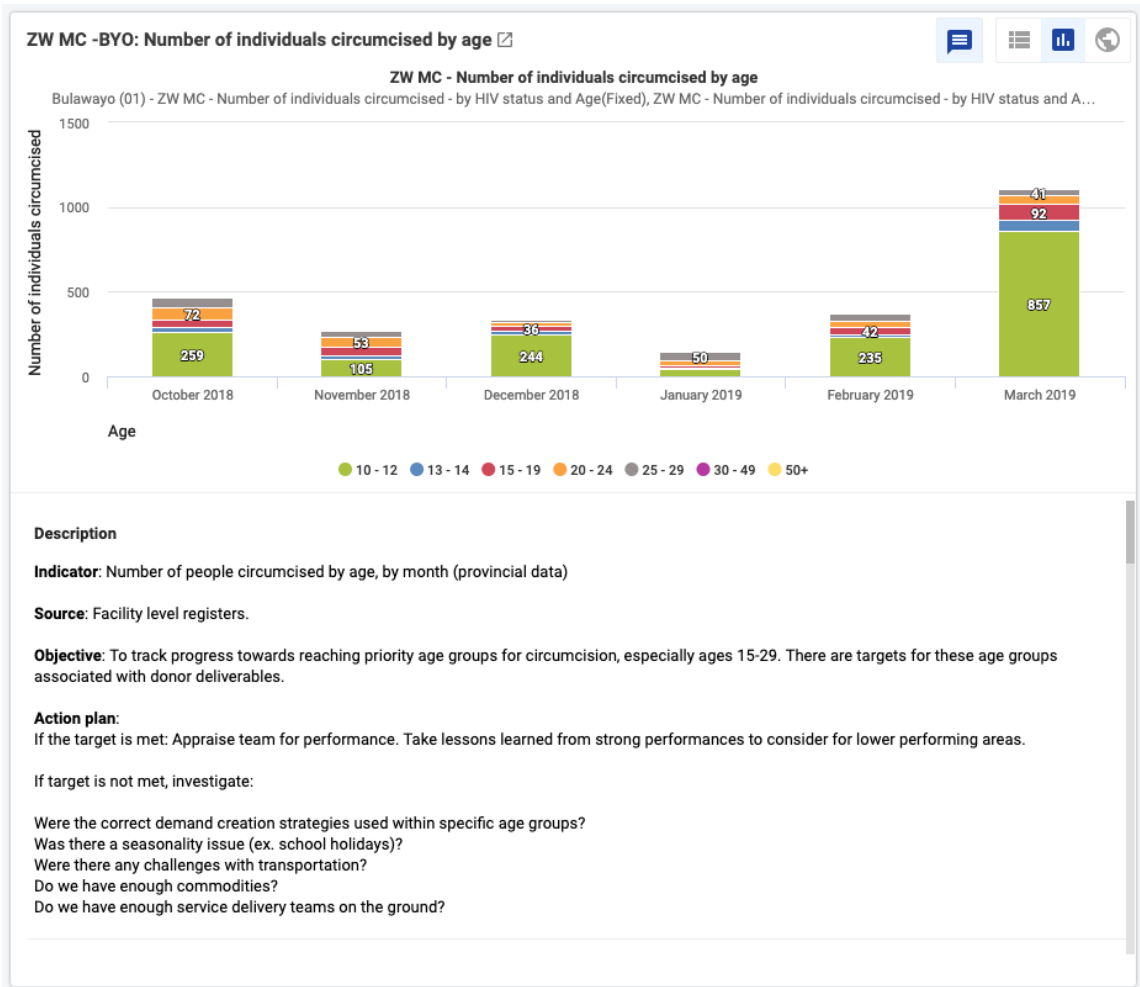 ZW MC -BYO: Number of individuals circumcised by age
ZW MC - Number of individuals circumcised by age
Bulawayo (01) - ZW MC - Number of individuals circumcised - by HIV status and Age(Fixed), ZW MC - Number of individuals circumcised - by HIV status and A...
Number of individuals circumcised
1500
1000
500
0
72
259
53
105
36
244
50
42
235
41
92
857
October 2018
November 2018
December 2018
January 2019
February 2019
March 2019
Age
10 - 12
13 - 14
15 - 19
20 - 24
25 - 29
30 - 49
50+
Description
Indicator: Number of people circumcised by age, by month (provincial data)
Source: Facility level registers.
Objective: To track progress towards reaching priority age groups for circumcision, especially ages 15-29. There are targets for these age groups
associated with donor deliverables.
Action plan:
If the target is met: Appraise team for performance. Take lessons learned from strong performances to consider for lower performing areas.
If target is not met, investigate:
Were the correct demand creation strategies used within specific age groups?
Was there a seasonality issue (ex. school holidays)?
Were there any challenges with transportation?
Do we have enough commodities?
Do we have enough service delivery teams on the ground?